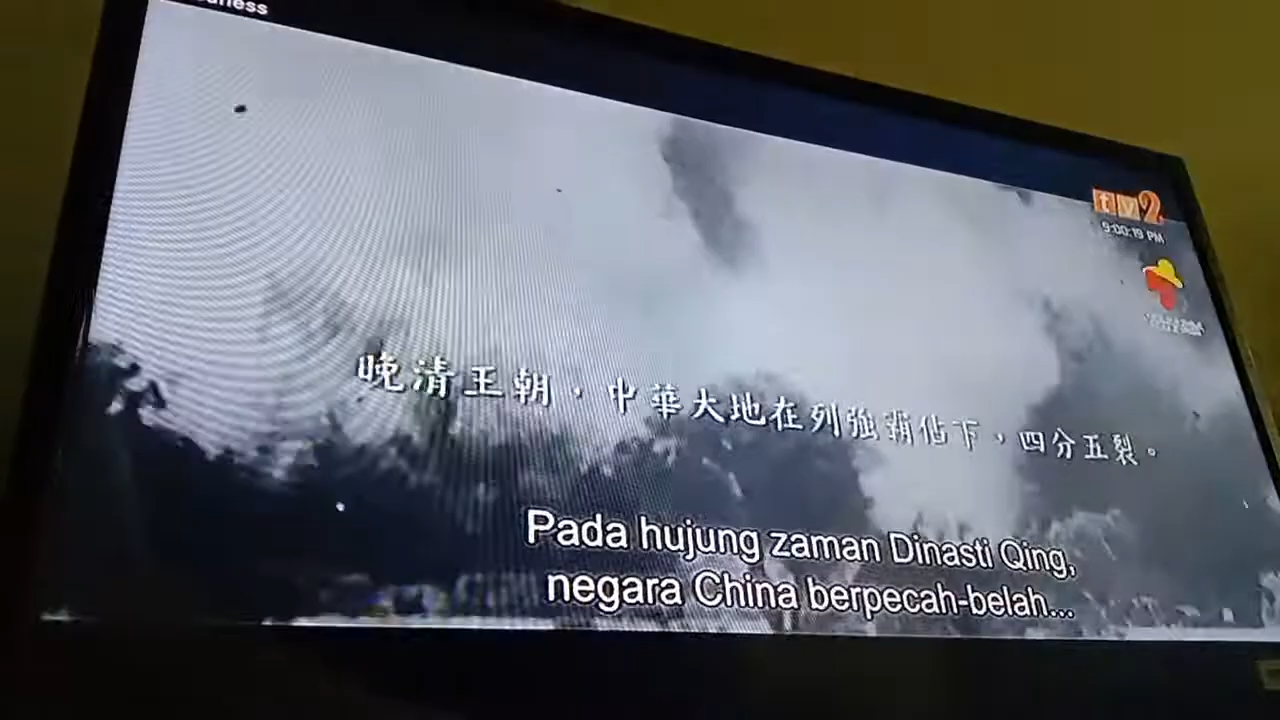 tv2
9:00:19 PM
晚清王朝，中華大地在列強霸佔下，四分五裂。
Pada hujung zaman Dinasti Qing,
negara China berpecah-belah...